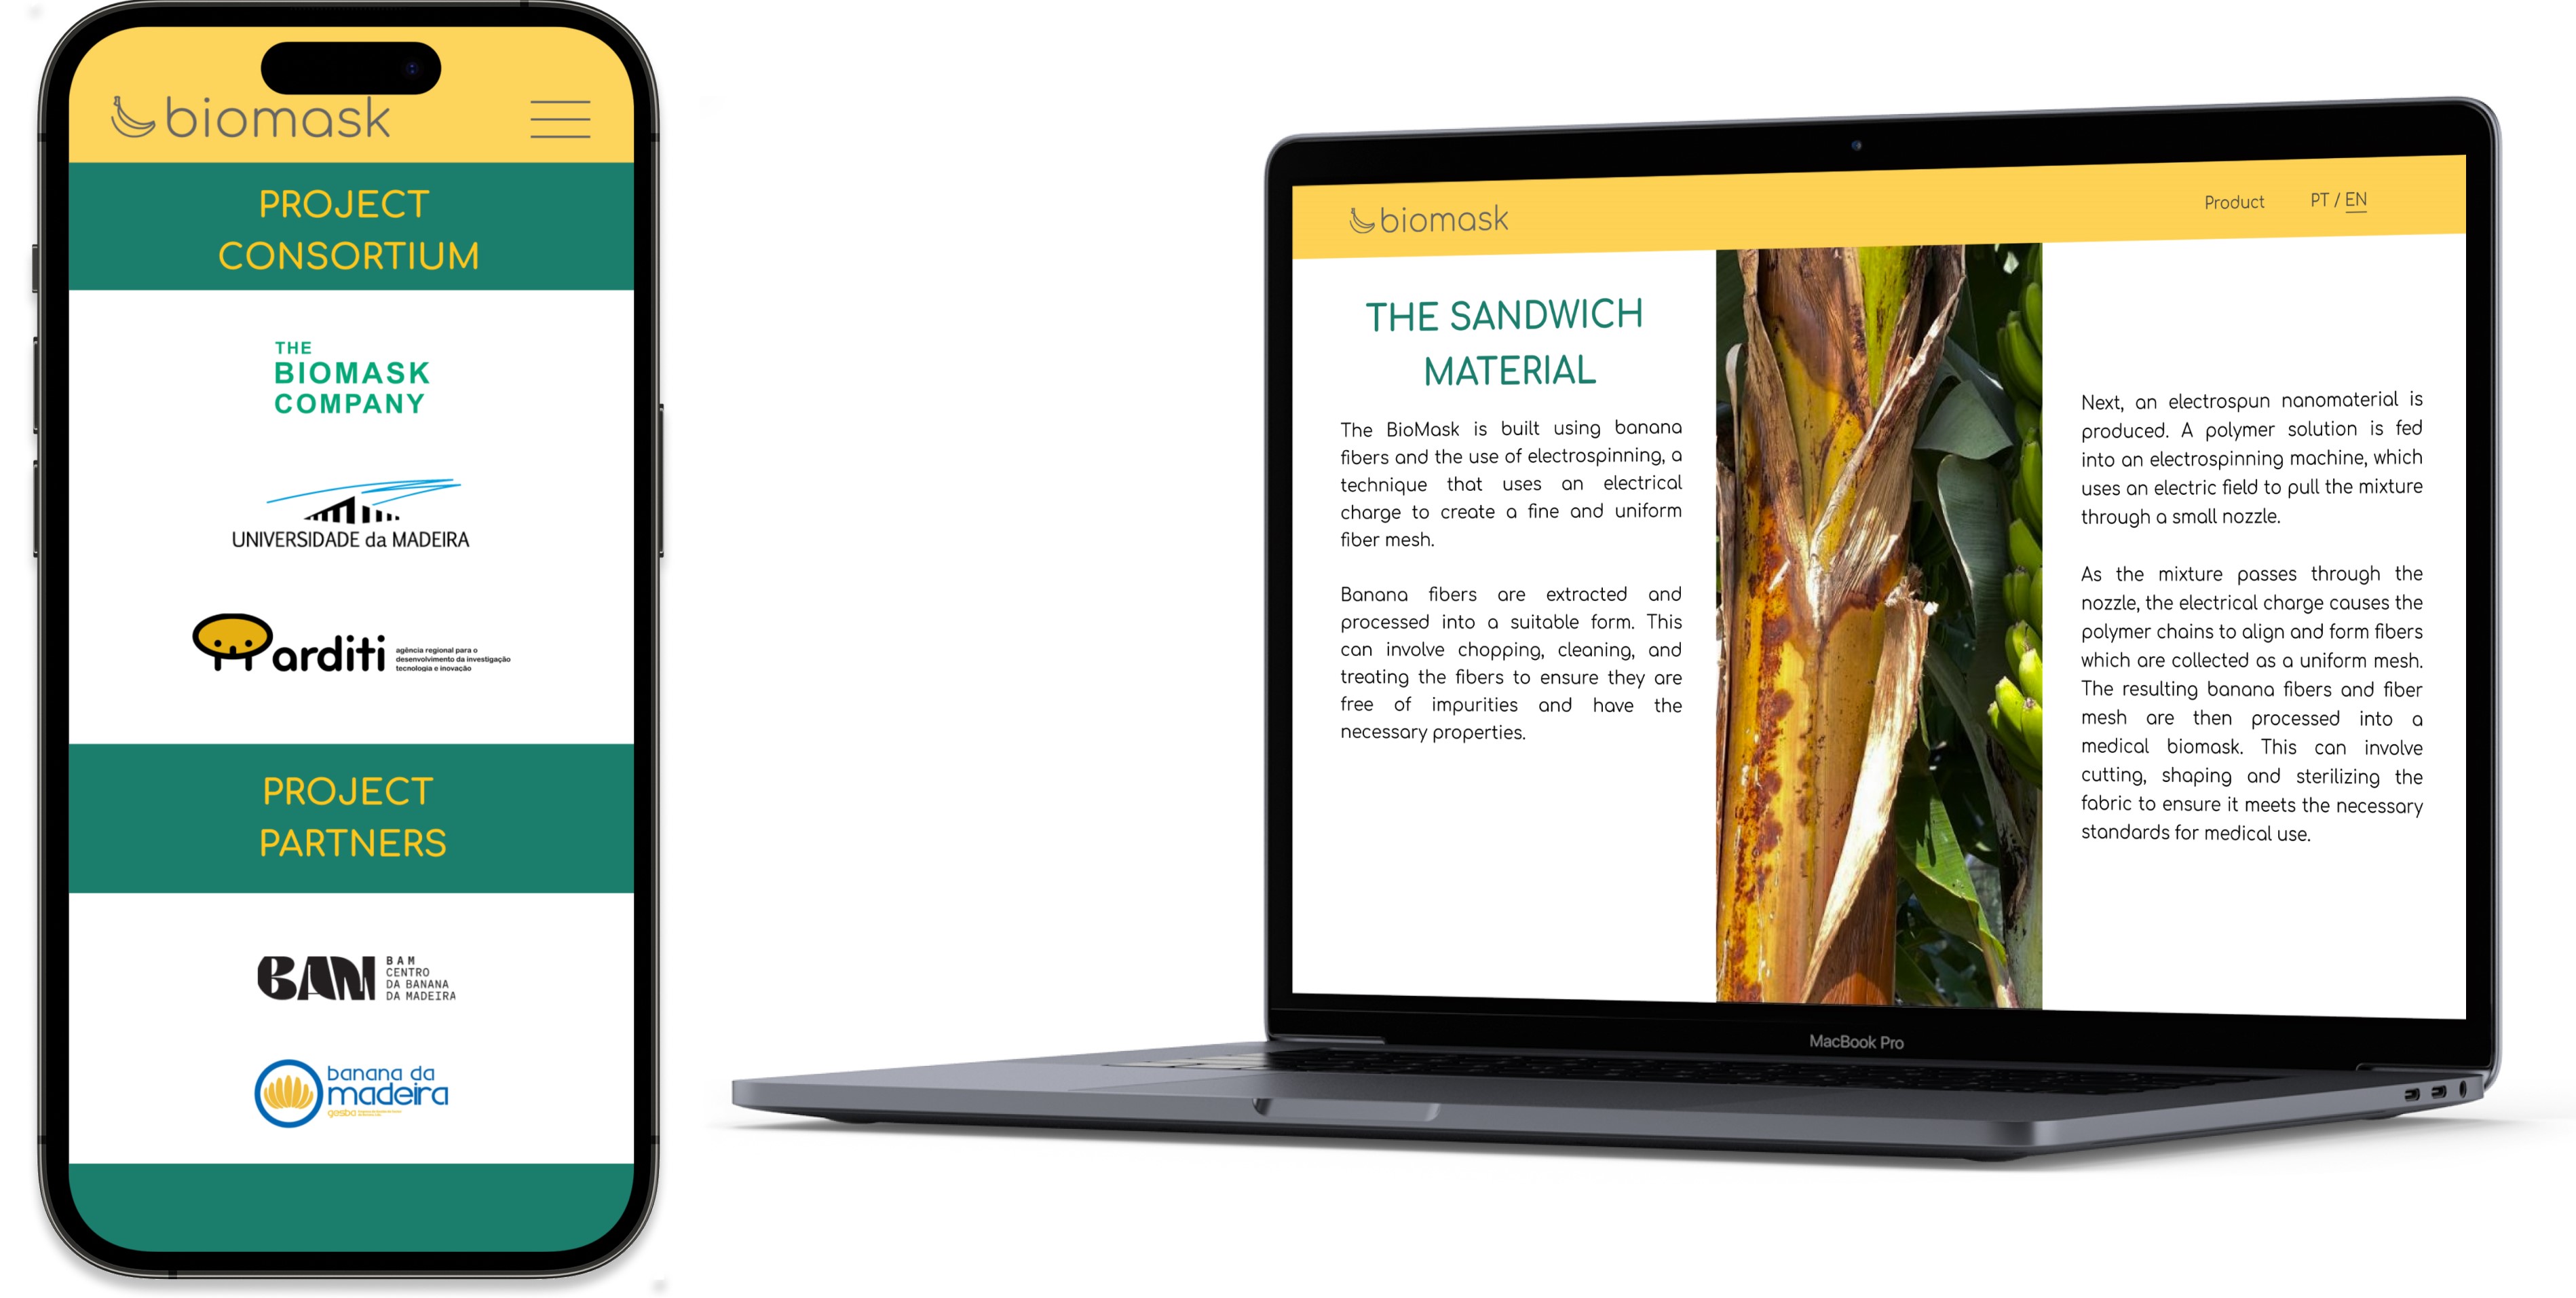 biomask
PROJECT
CONSORTIUM
THE
BIOMASK
COMPANY
UNIVERSIDADE da MADEIRA
arditi
agência regional para o
desenvolvimento da investigação
tecnologia e inovação
PROJECT
PARTNERS
BAM
BAM
CENTRO
DA BANANA
DA MADEIRA
banana da
madeira
gesba
biomask
Product PT / EN
THE SANDWICH
MATERIAL
The BioMask is built using banana
fibers and the use of electrospinning, a
technique that uses an electrical
charge to create a fine and uniform
fiber mesh.
Banana fibers are extracted and
processed into a suitable form. This
can involve chopping, cleaning, and
treating the fibers to ensure they are
free of impurities and have the
necessary properties.
Next, an electrospun nanomaterial is
produced. A polymer solution is fed
into an electrospinning machine, which
uses an electric field to pull the mixture
through a small nozzle.
As the mixture passes through the
nozzle, the electrical charge causes the
polymer chains to align and form fibers
which are collected as a uniform mesh.
The resulting banana fibers and fiber
mesh are then processed into a
medical biomask. This can involve
cutting, shaping and sterilizing the
fabric to ensure it meets the necessary
standards for medical use.
MacBook Pro